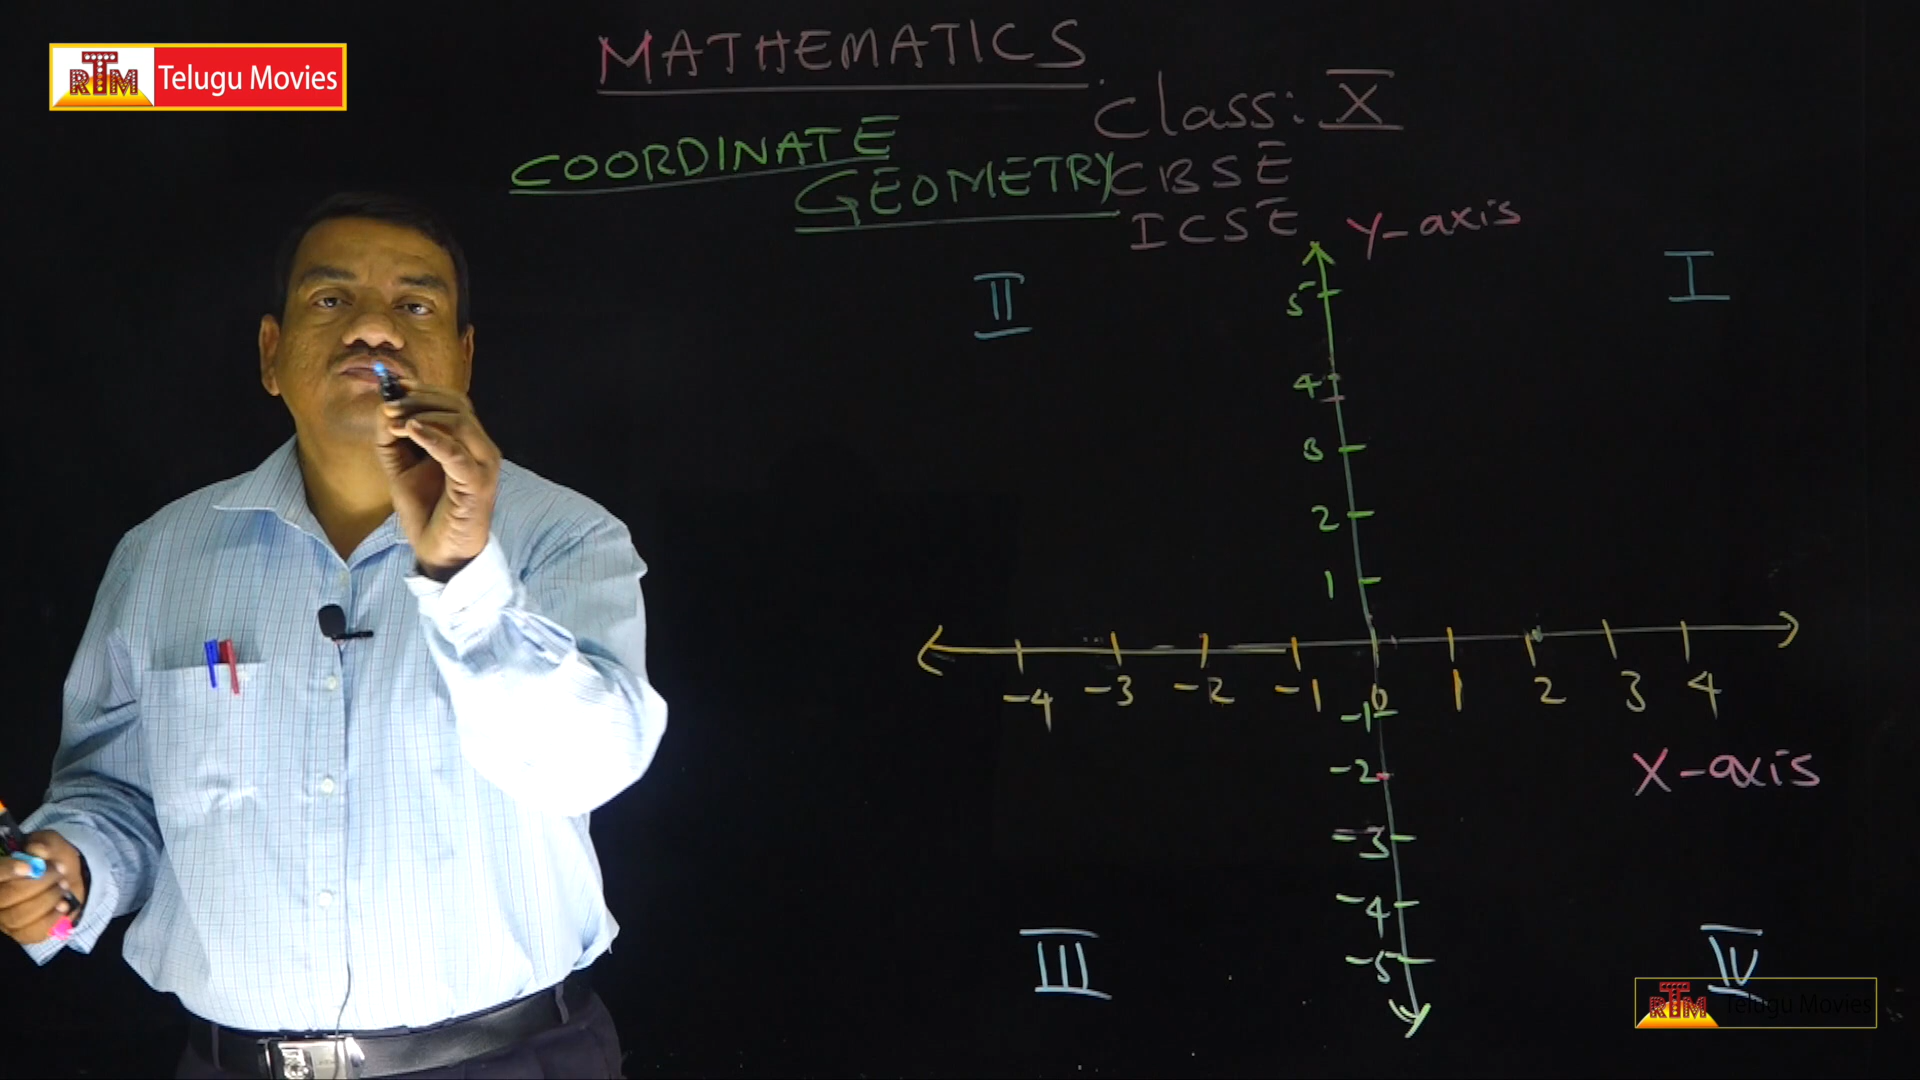 RTM Telugu Movies
MATHEMATICS
Class: X
COORDINATE
GEOMETRY
CBSE
ICSE
Y-axis
II
I
5
4
3
2
1
-4 -3 -2 -1 0 1 2 3 4
-1
-2
X-axis
-3
-4
-5
III
IV
RTM Telugu Movies